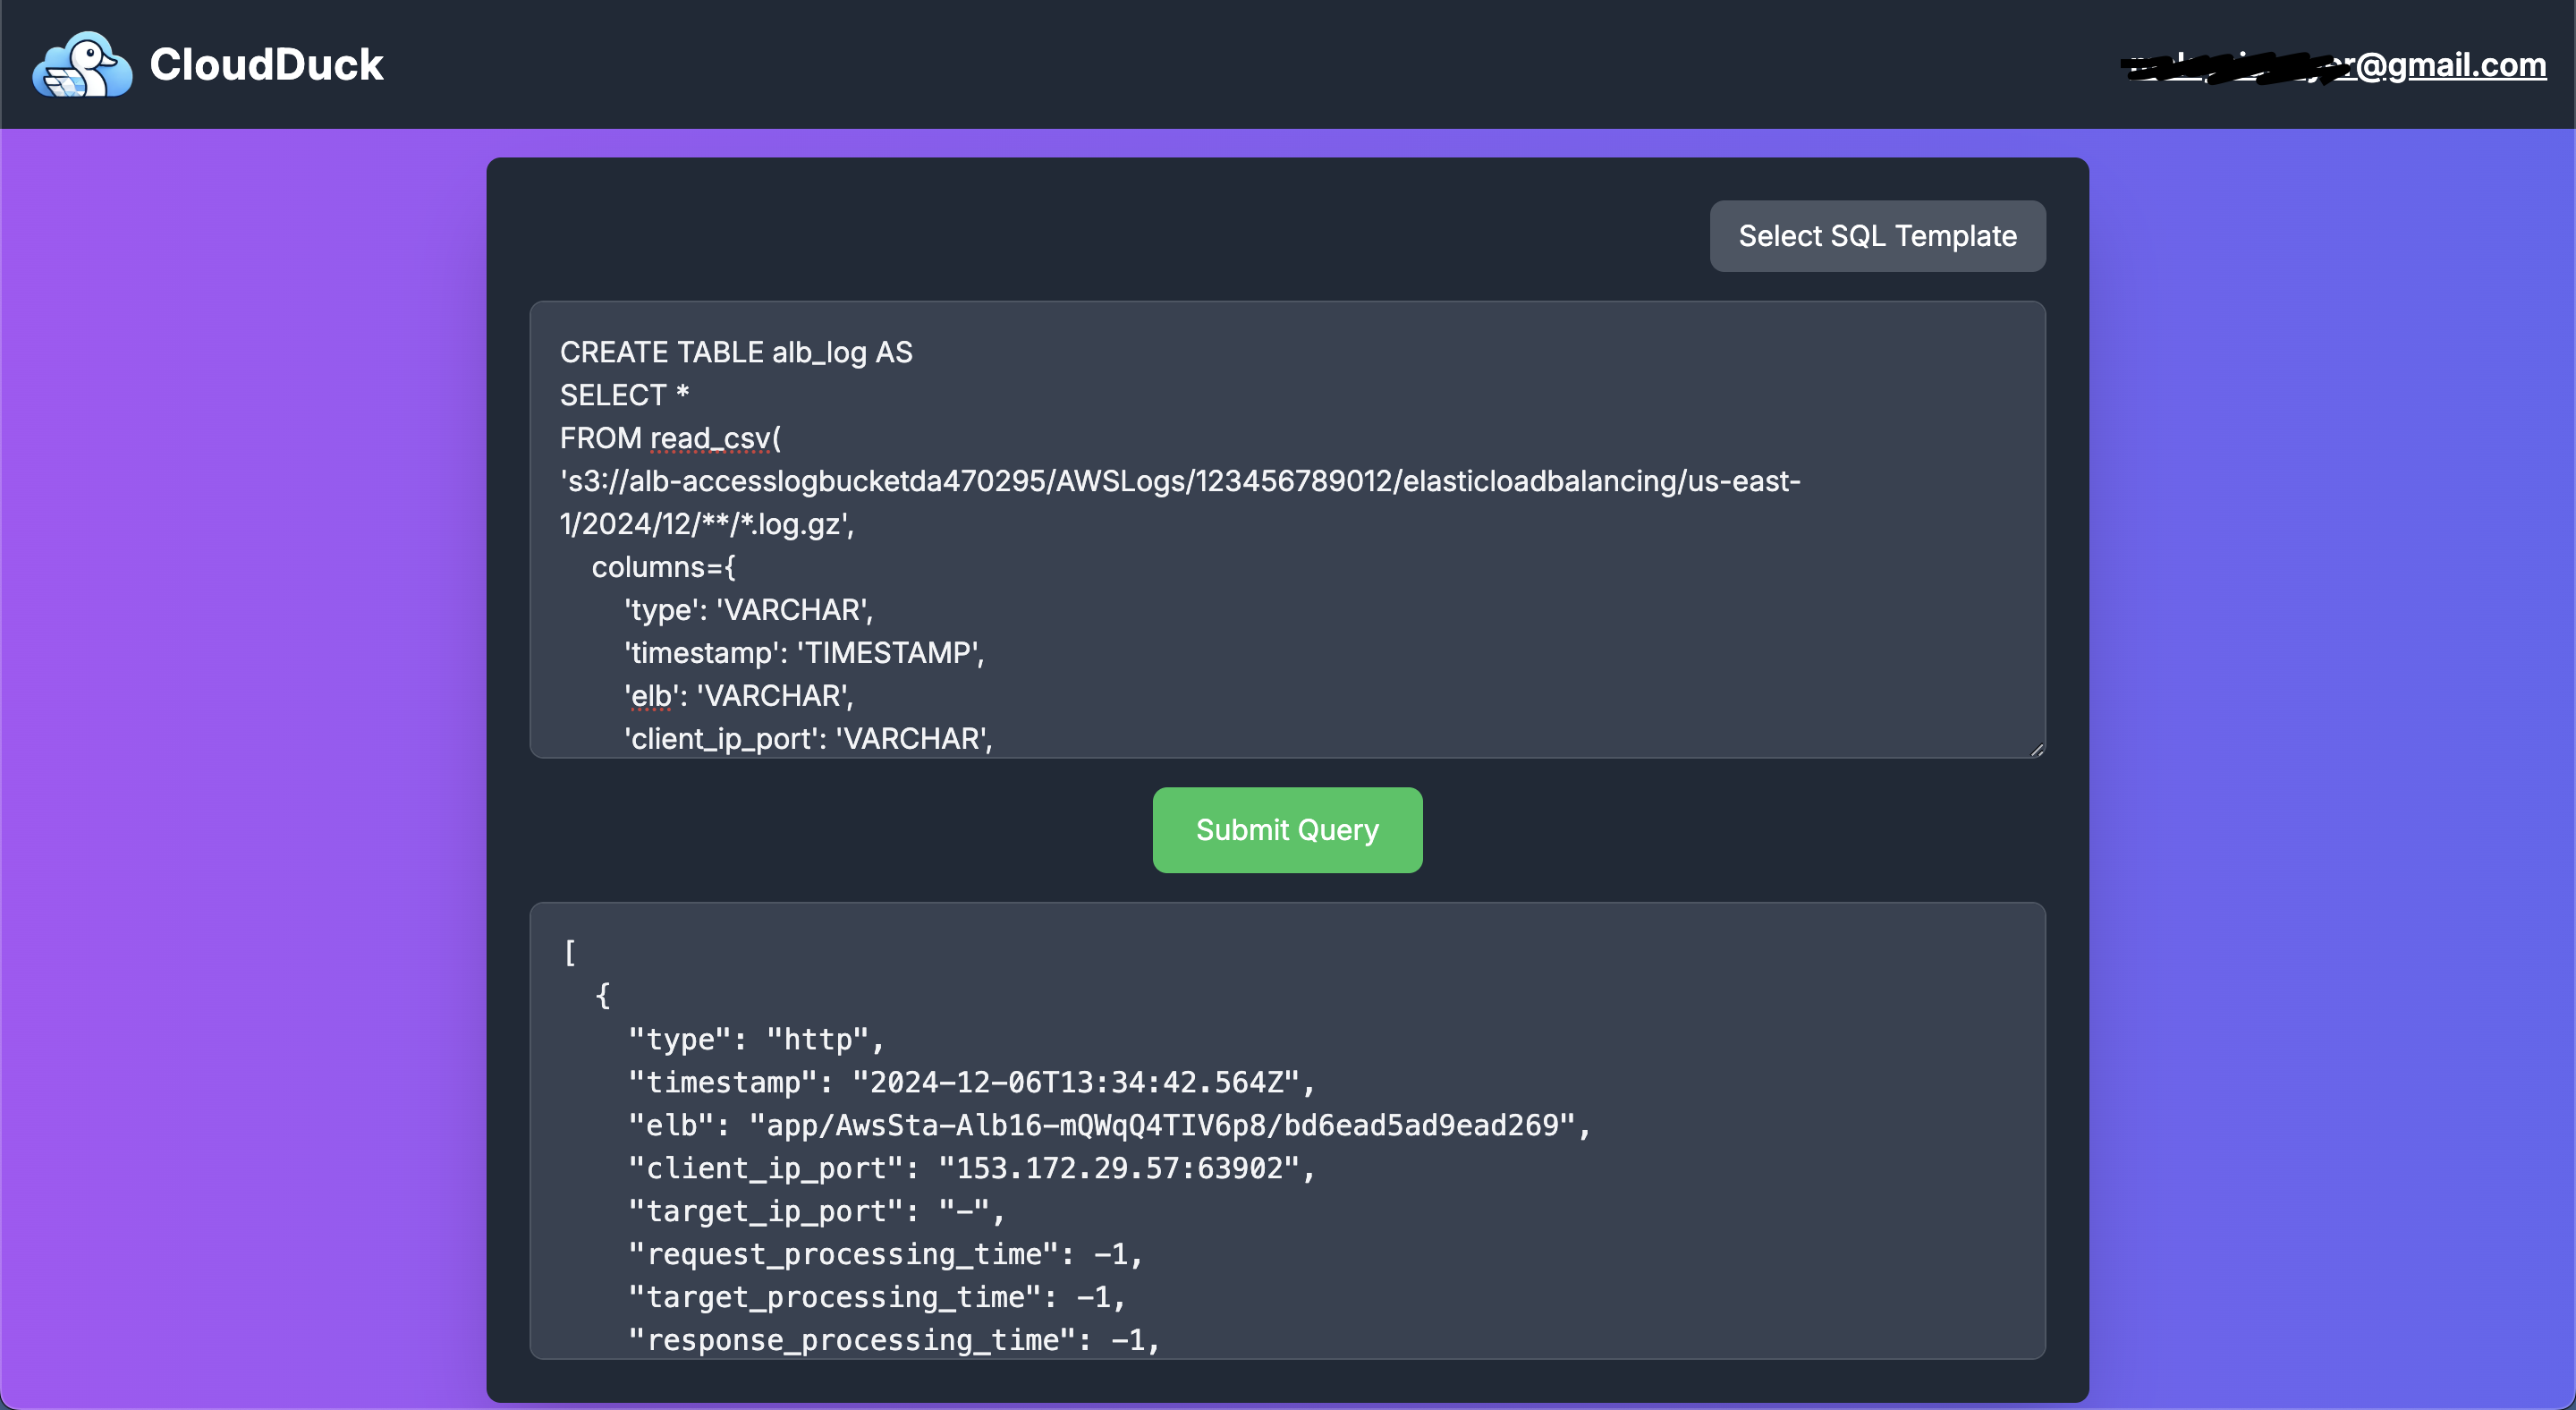 CloudDuck
@gmail.com
Select SQL Template
CREATE TABLE alb_log AS
SELECT *
FROM read_csv(
's3://alb-accesslogbucketda470295/AWSLogs/123456789012/elasticloadbalancing/us-east-
1/2024/12/**/*.log.gz',
columns={
'type': 'VARCHAR',
'timestamp': 'TIMESTAMP',
'elb': 'VARCHAR',
'client_ip_port': 'VARCHAR',
Submit Query
[
{
"type": "http",
"timestamp": "2024-12-06T13:34:42.564Z",
"elb": "app/AwsSta-Alb16-mQWqQ4TIV6p8/bd6ead5ad9ead269",
"client_ip_port": "153.172.29.57:63902",
"target_ip_port": "-",
"request_processing_time": -1,
"target_processing_time": -1,
"response_processing_time": -1,